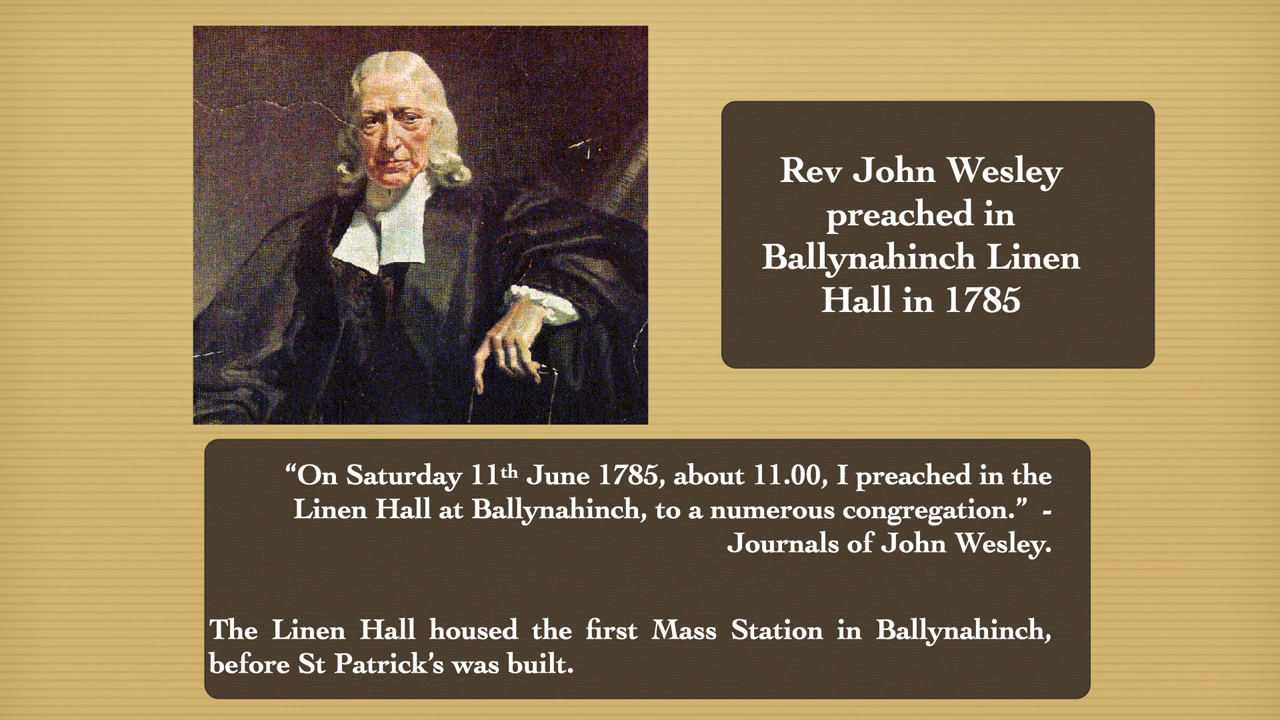 Rev John Wesley
preached in
Ballynahinch Linen
Hall in 1785
“On Saturday 11th June 1785, about 11.00, I preached in the
Linen Hall at Ballynahinch, to a numerous congregation.” -
Journals of John Wesley.
The Linen Hall housed the first Mass Station in Ballynahinch,
before St Patrick’s was built.